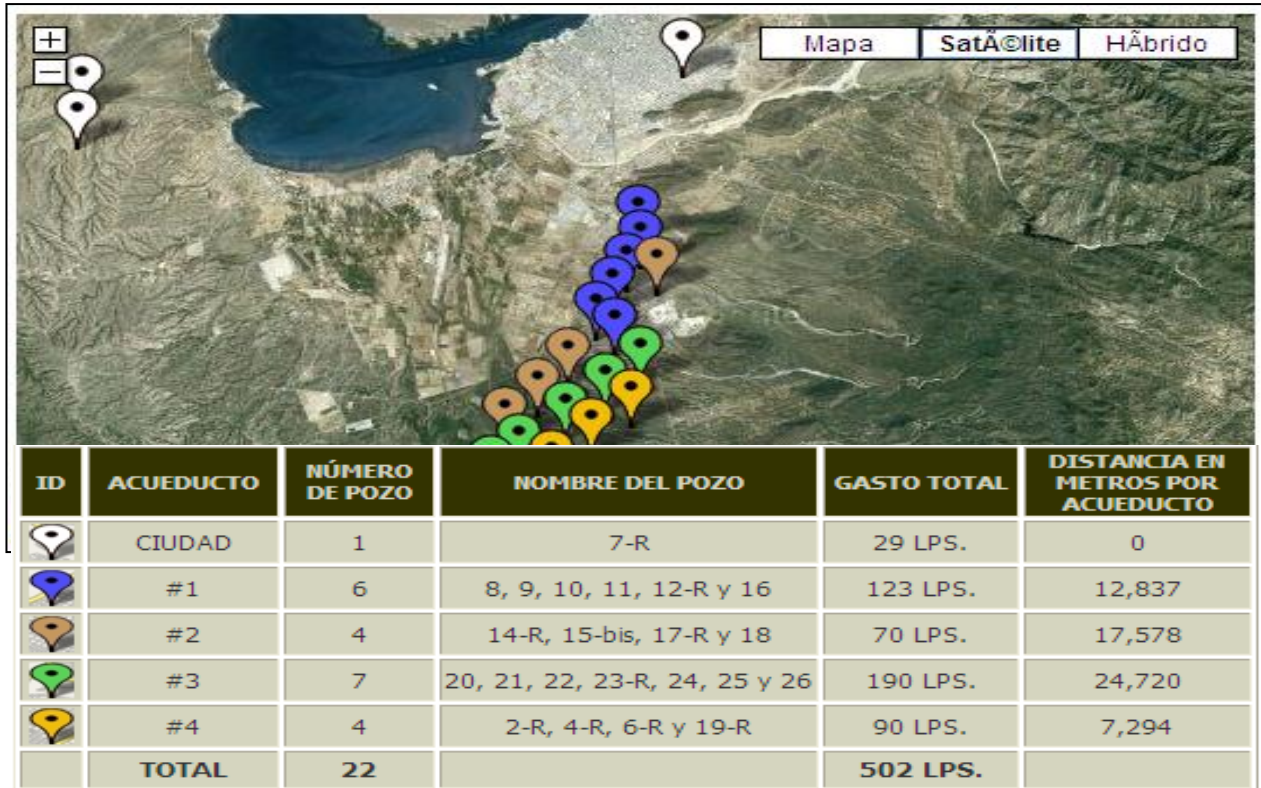 +
−
Mapa SatÃ©lite HÃ­brido
ID ACUEDUCTO NÚMERO DE POZO NOMBRE DEL POZO GASTO TOTAL DISTANCIA EN METROS POR ACUEDUCTO
CIUDAD 1 7-R 29 LPS. 0
#1 6 8, 9, 10, 11, 12-R y 16 123 LPS. 12,837
#2 4 14-R, 15-bis, 17-R y 18 70 LPS. 17,578
#3 7 20, 21, 22, 23-R, 24, 25 y 26 190 LPS. 24,720
#4 4 2-R, 4-R, 6-R y 19-R 90 LPS. 7,294
TOTAL 22 502 LPS.